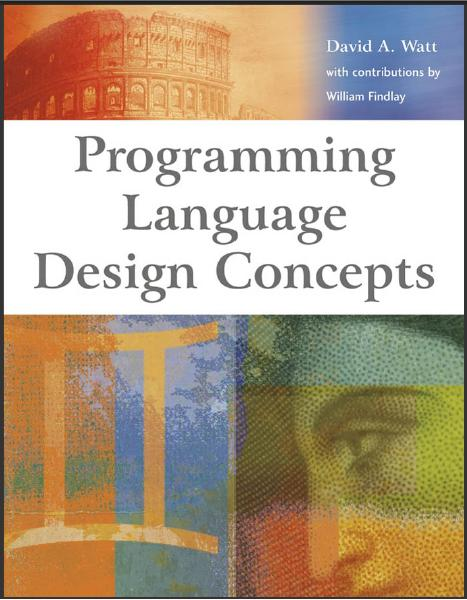 David A. Watt
with contributions by
William Findlay
Programming
Language
Design Concepts